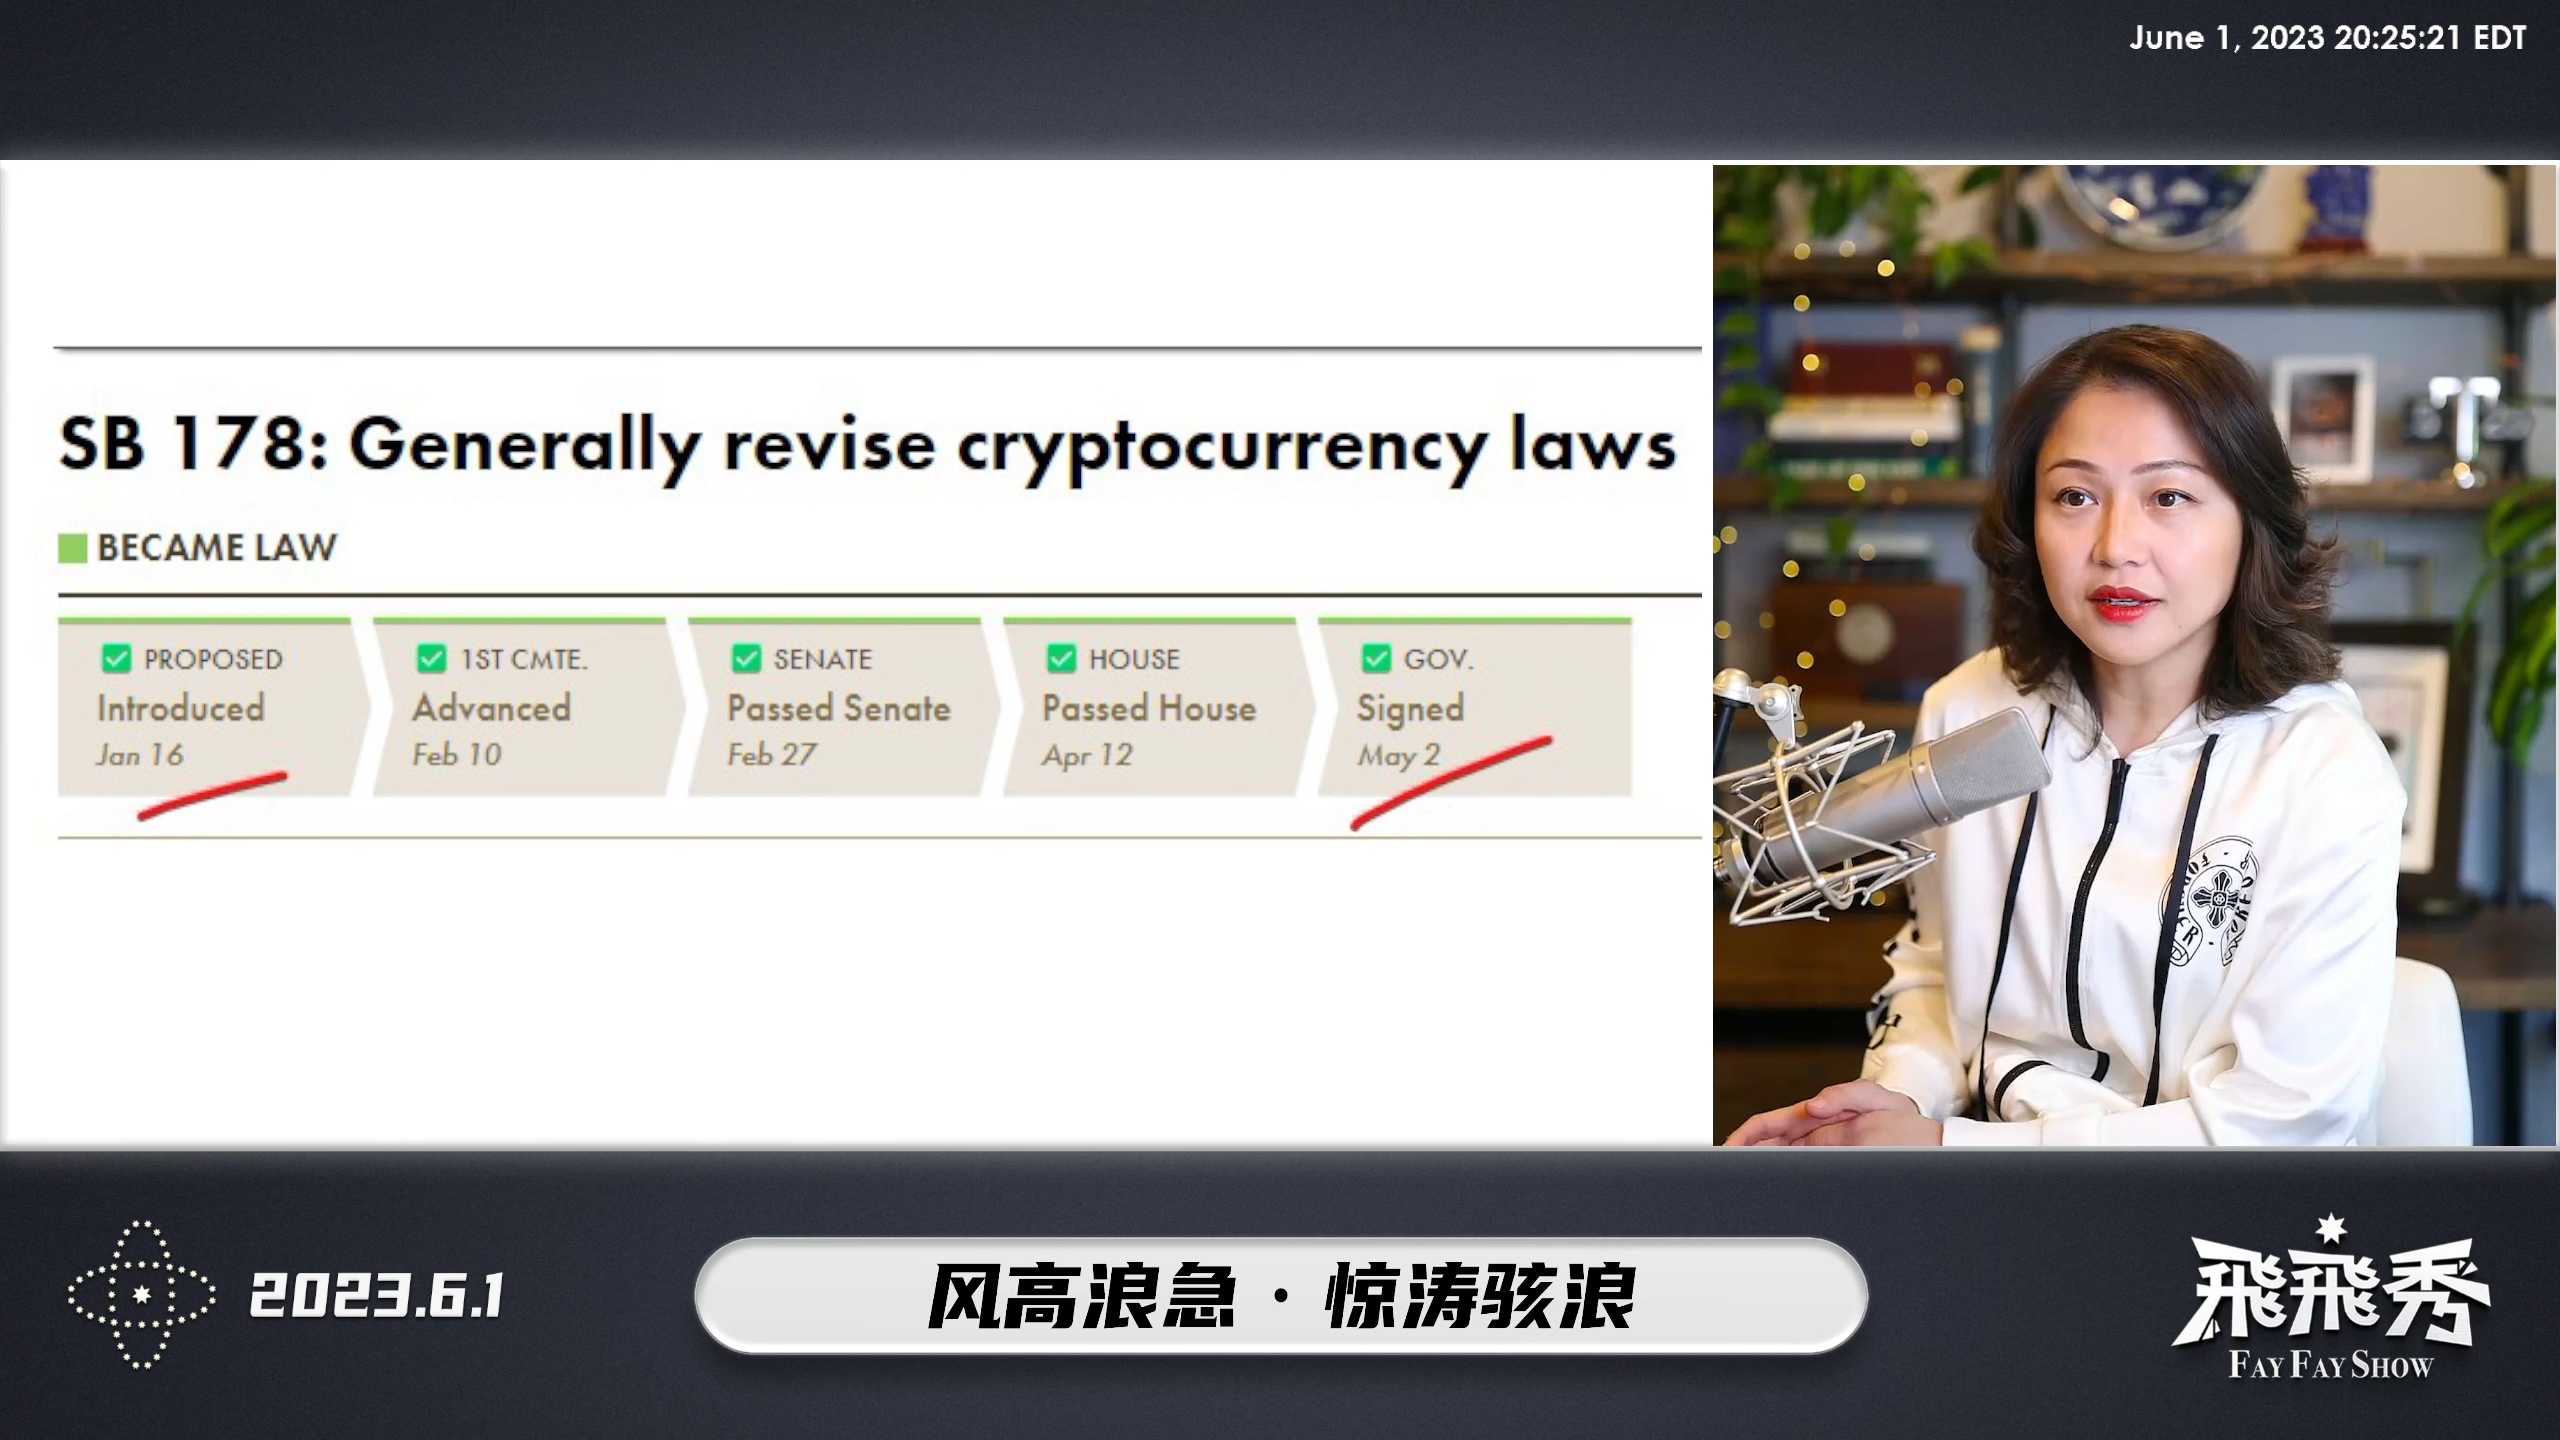 June 1, 2023 20:25:21 EDT
SB 178: Generally revise cryptocurrency laws
BECAME LAW
PROPOSED
Introduced
Jan 16
1ST CMTE.
Advanced
Feb 10
SENATE
Passed Senate
Feb 27
HOUSE
Passed House
Apr 12
GOV.
Signed
May 2
2023.6.1
风高浪急·惊涛骇浪
飛飛秀
FAY FAY SHOW